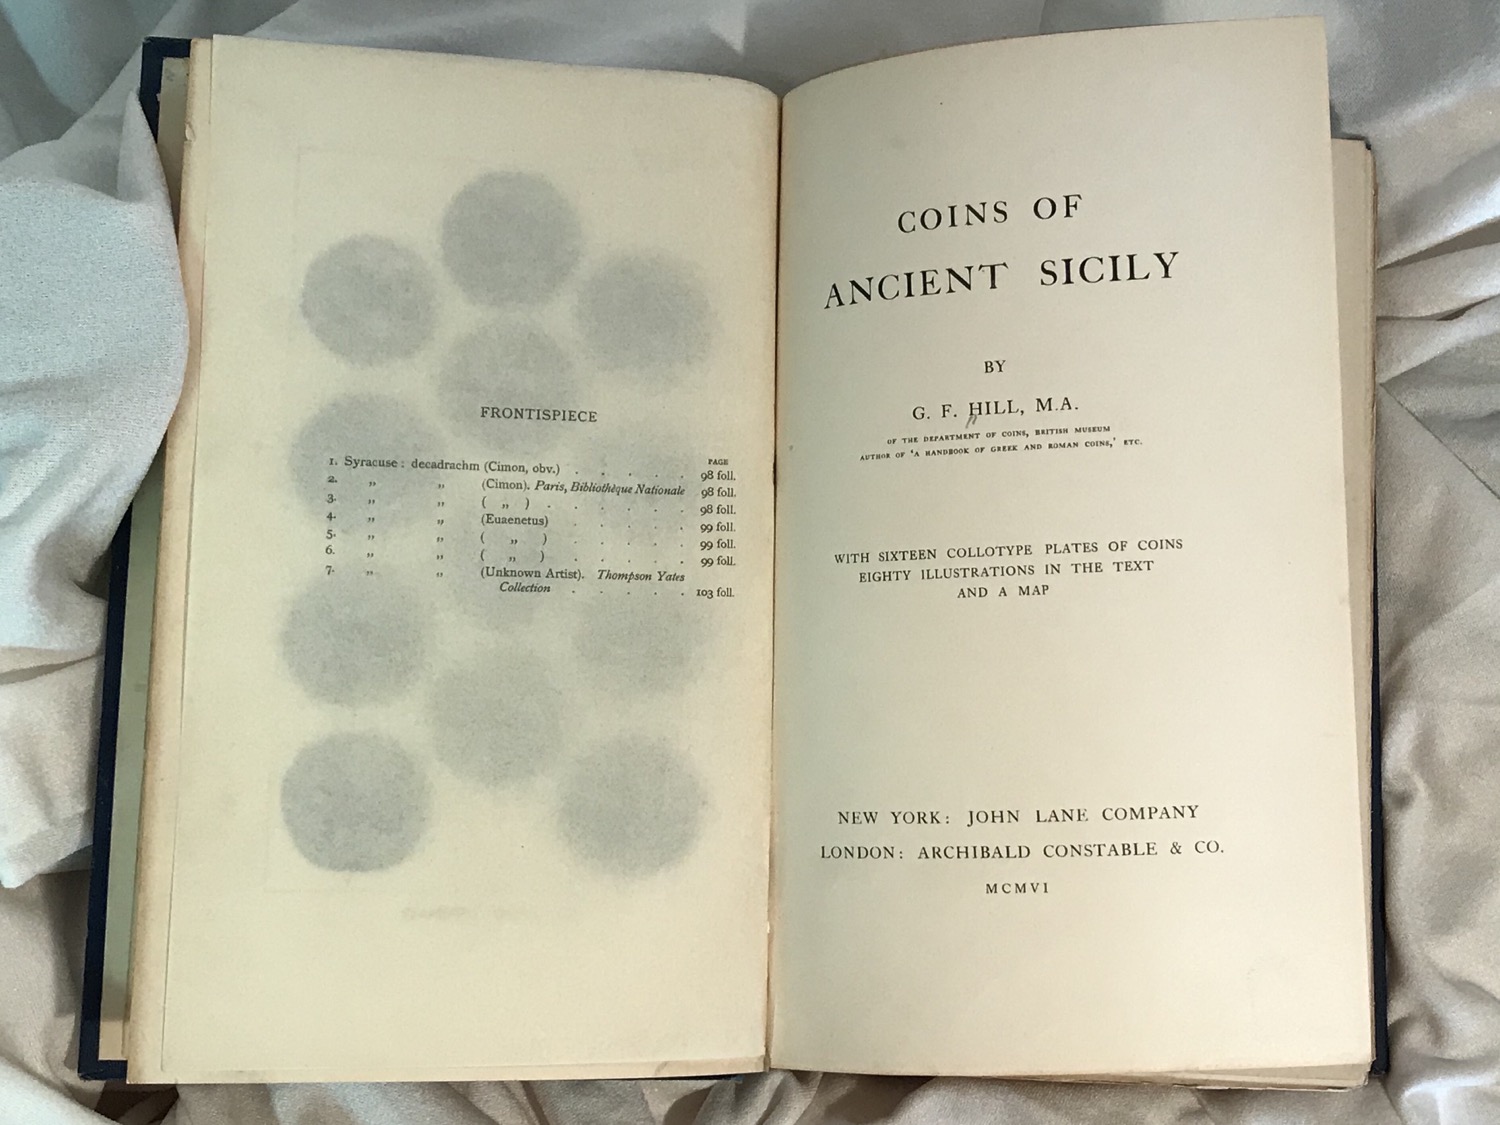 FRONTISPIECE
PAGE
1. Syracuse : decadrachm (Cimon, obv.) . . . . . 98 foll.
2. „ „ (Cimon). Paris, Bibliothèque Nationale 98 foll.
3. „ „ ( „ ) . . . . . . 98 foll.
4. „ „ (Euaenetus) . . . . . 99 foll.
5. „ „ ( „ ) . . . . . 99 foll.
6. „ „ ( „ ) . . . . . 99 foll.
7. „ „ (Unknown Artist). Thompson Yates
Collection . . . . . 103 foll.
COINS OF
ANCIENT SICILY
BY
G. F. HILL, M.A.
OF THE DEPARTMENT OF COINS, BRITISH MUSEUM
AUTHOR OF 'A HANDBOOK OF GREEK AND ROMAN COINS,' ETC.
WITH SIXTEEN COLLOTYPE PLATES OF COINS
EIGHTY ILLUSTRATIONS IN THE TEXT
AND A MAP
NEW YORK: JOHN LANE COMPANY
LONDON: ARCHIBALD CONSTABLE & CO.
MCMVI